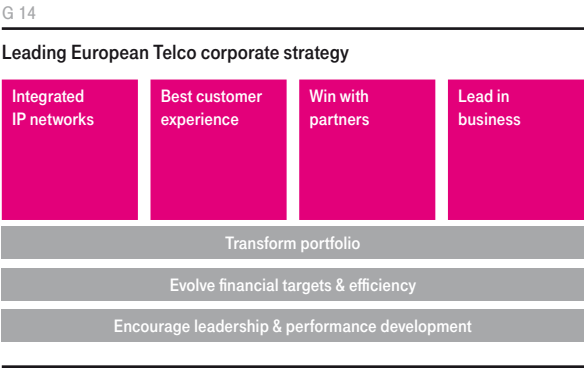 G 14
Leading European Telco corporate strategy
Integrated
IP networks
Best customer
experience
Win with
partners
Lead in
business
Transform portfolio
Evolve financial targets & efficiency
Encourage leadership & performance development